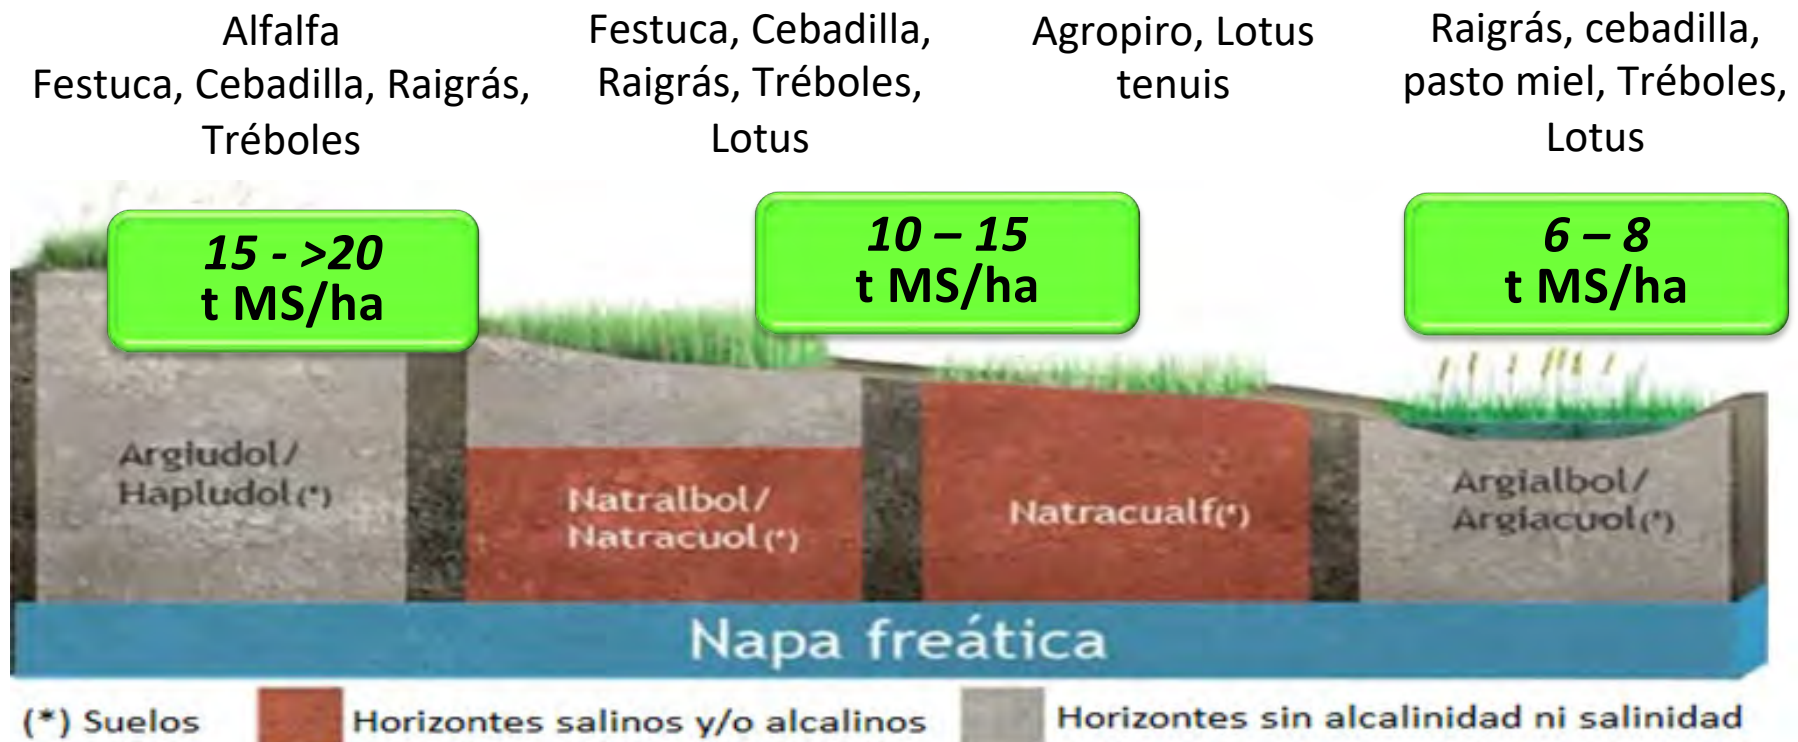 Alfalfa
Festuca, Cebadilla, Raigrás,
Tréboles
Festuca, Cebadilla,
Raigrás, Tréboles,
Lotus
Agropiro, Lotus
tenuis
Raigrás, cebadilla,
pasto miel, Tréboles,
Lotus
15 - >20
t MS/ha
10 – 15
t MS/ha
6 – 8
t MS/ha
Argiudol/
Hapludol(*)
Natralbol/
Natracuol(*)
Natracualf(*)
Argialbol/
Argiacuol(*)
Napa freática
(*) Suelos
Horizontes salinos y/o alcalinos
Horizontes sin alcalinidad ni salinidad